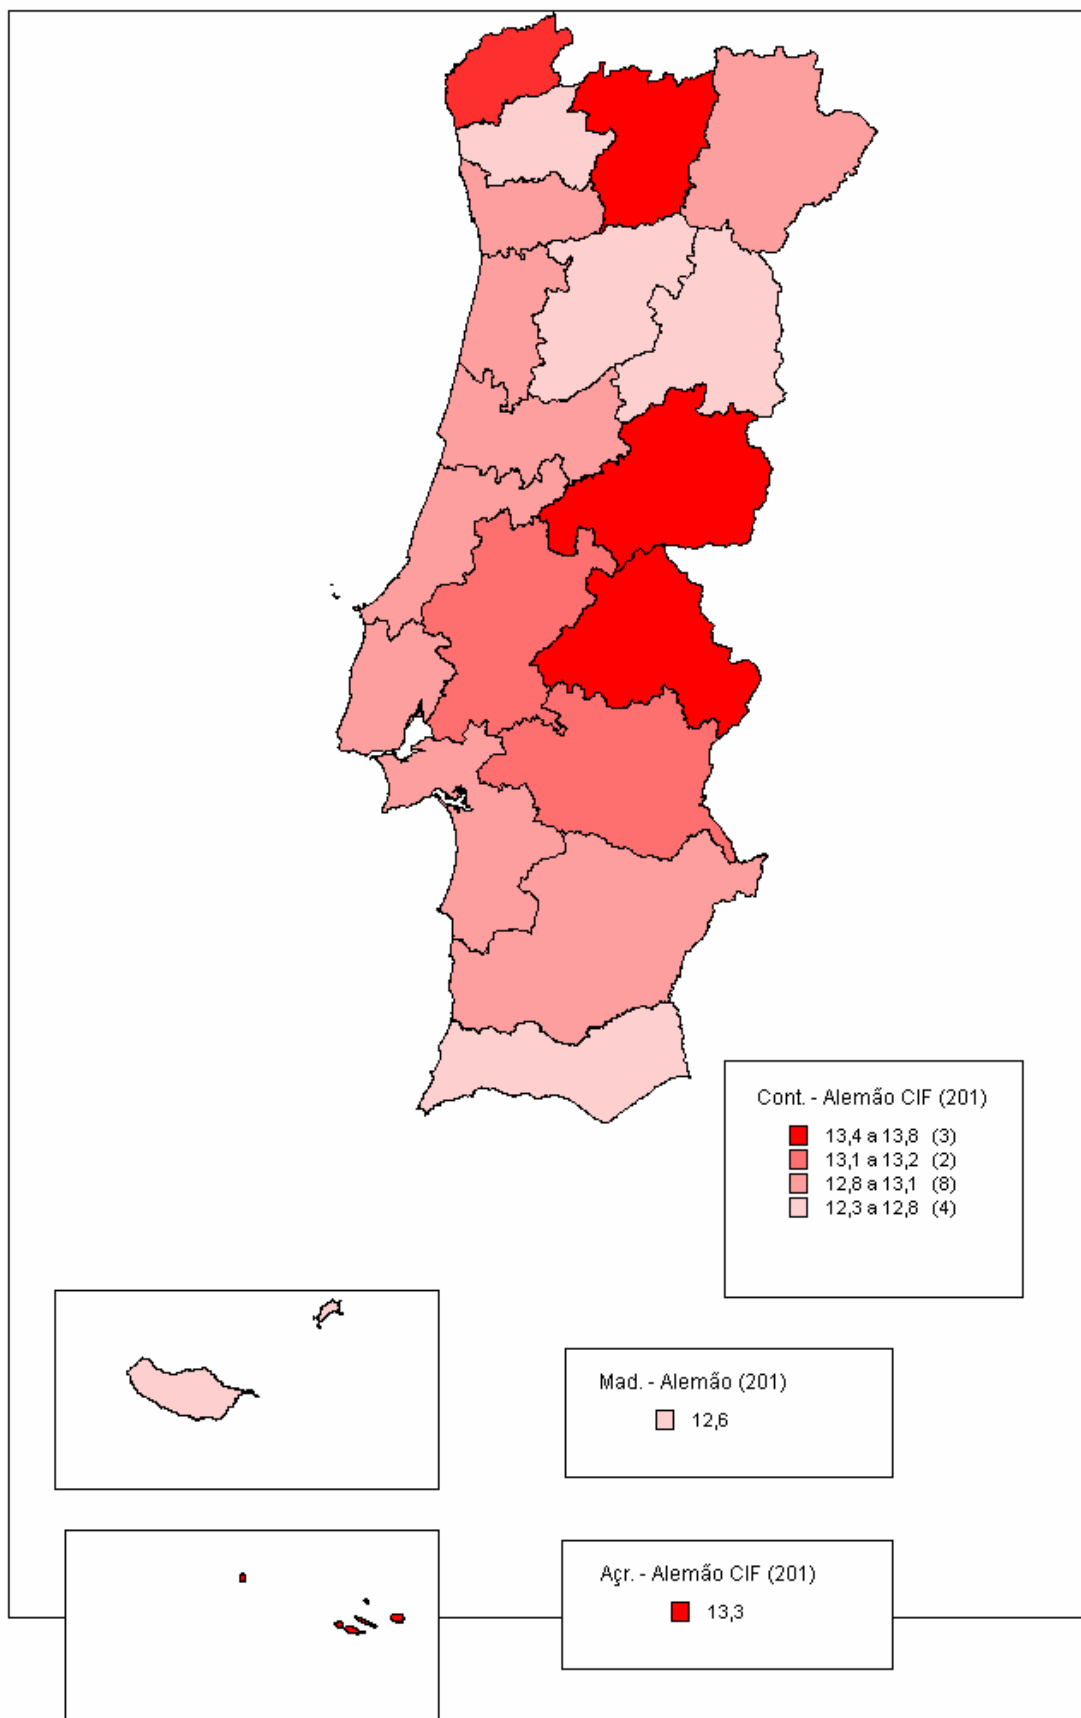 Cont. - Alemão CIF (201)
13,4 a 13,8 (3)
13,1 a 13,2 (2)
12,8 a 13,1 (8)
12,3 a 12,8 (4)
Mad. - Alemão (201)
12,6
Açr. - Alemão CIF (201)
13,3